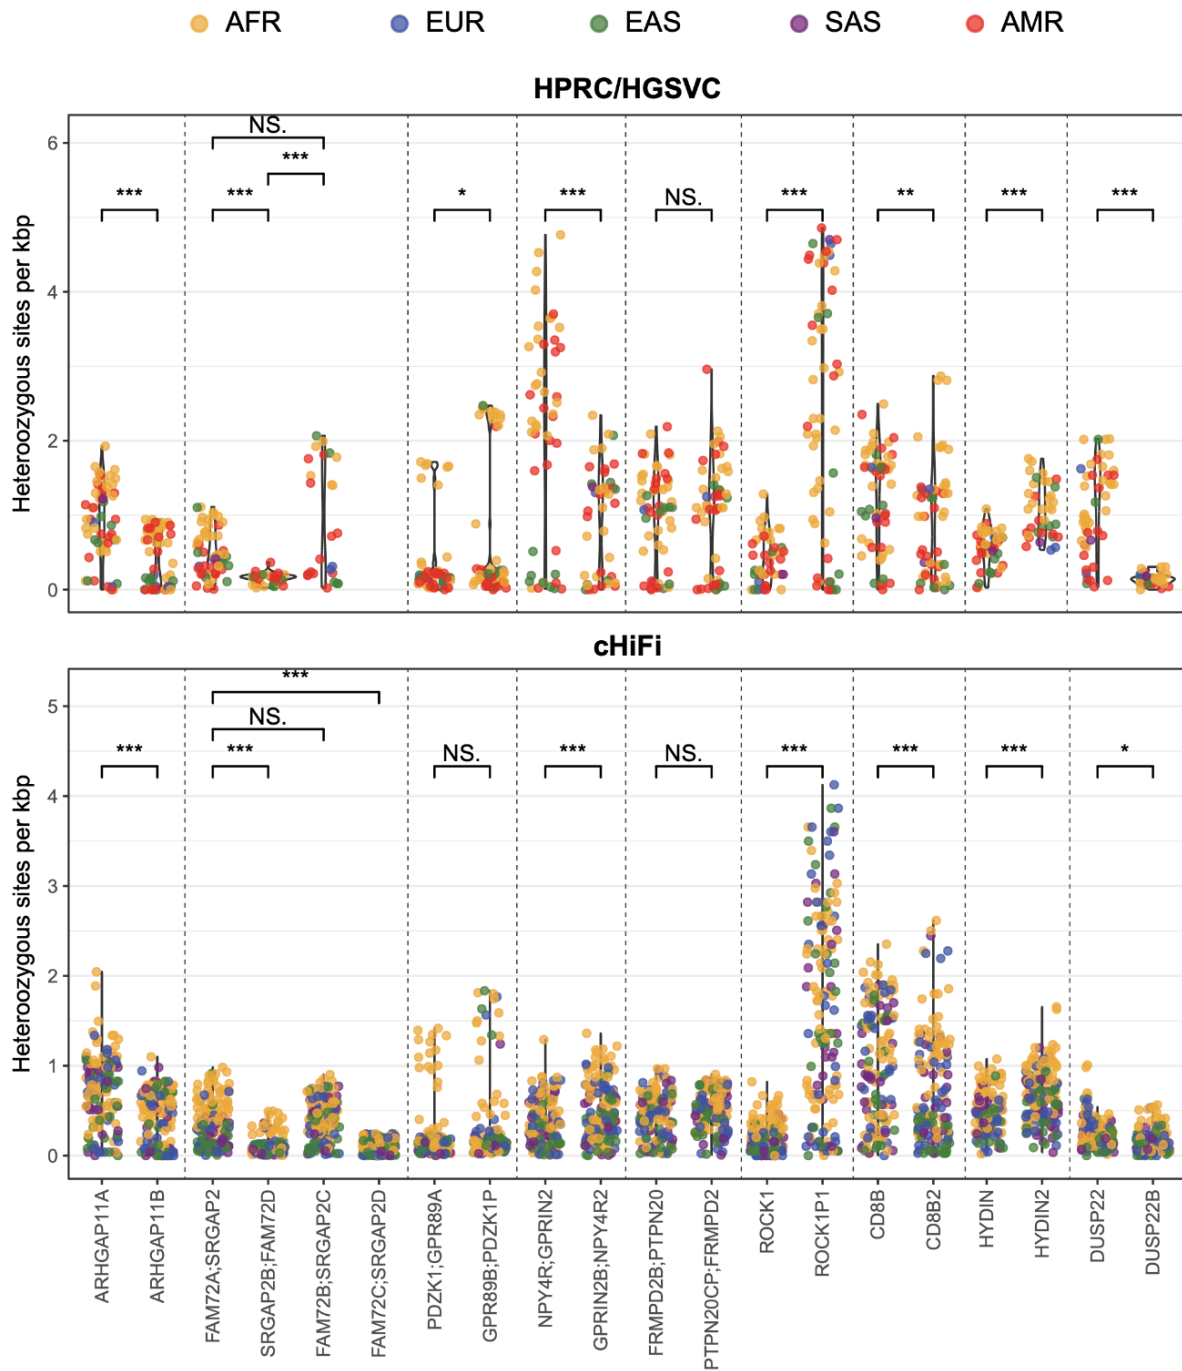 AFR EUR EAS SAS AMR
HPRC/HGSVC
Heteroozygous sites per kbp
6
4
2
0
NS.
***
*** *** * *** NS. *** ** *** ***
cHiFi
Heteroozygous sites per kbp
5
4
3
2
1
0
***
NS.
*** *** NS. *** NS. *** *** *** *
ARHGAP11A
ARHGAP11B
FAM72A;SRGAP2
SRGAP2B;FAM72D
FAM72B;SRGAP2C
FAM72C;SRGAP2D
PDZK1;GPR89A
GPR89B;PDZK1P
NPY4R;GPRIN2
GPRIN2B;NPY4R2
FRMPD2B;PTPN20
PTPN20CP;FRMPD2
ROCK1
ROCK1P1
CD8B
CD8B2
HYDIN
HYDIN2
DUSP22
DUSP22B